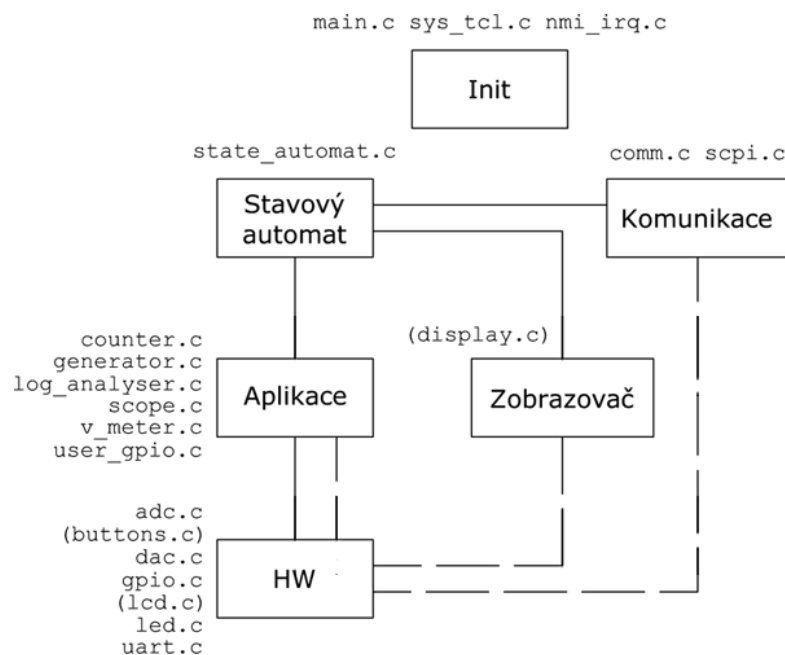 main.c sys_tcl.c nmi_irq.c
Init
state_automat.c
comm.c scpi.c
Stavový
automat
Komunikace
counter.c
generator.c
log_analyser.c
scope.c
v_meter.c
user_gpio.c
Aplikace
(display.c)
Zobrazovač
adc.c
(buttons.c)
dac.c
gpio.c
(lcd.c)
led.c
uart.c
HW